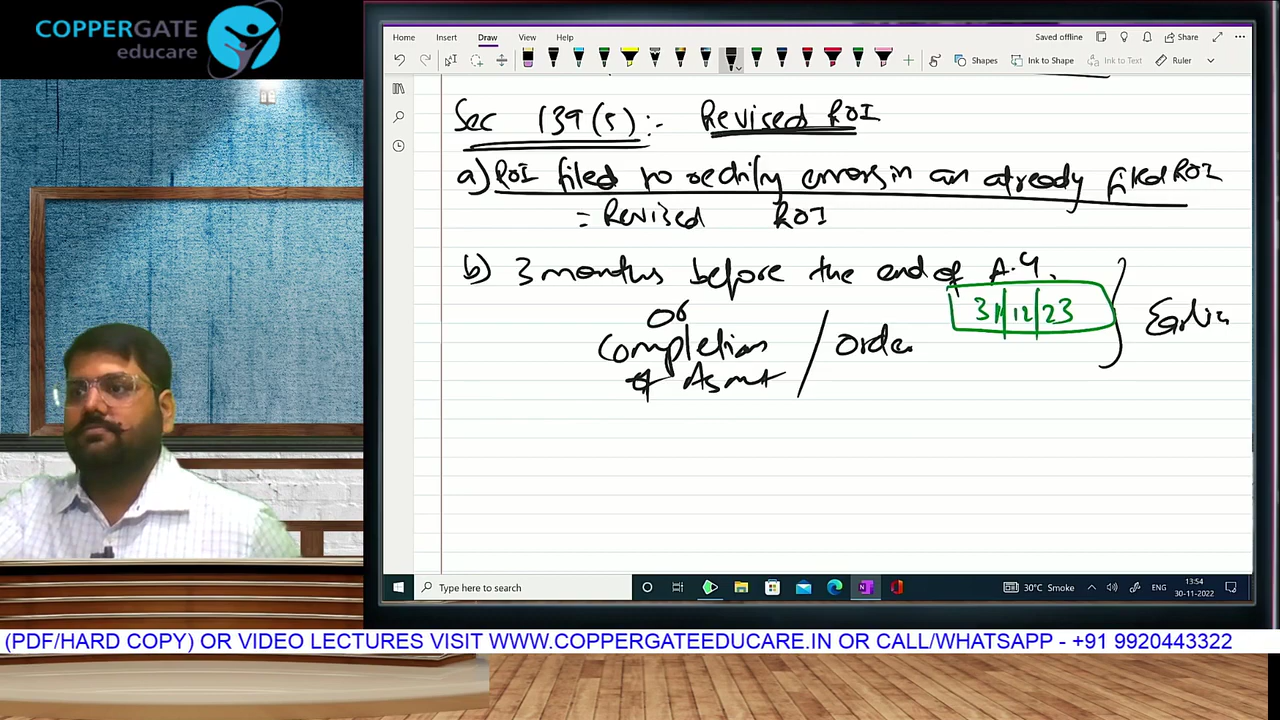 COPPERGATE
educare
Home Insert Draw View Help
Saved offline
Share
Shapes
Ink to Shape
Ink to Text
Ruler
Sec 139(5):- Revised ROI
a) ROI filed to rectify errors in an already filed ROI
= Revised ROI
b) 3 months before the end of A.Y.
31/12/23
Earlier
or
completion / order
of Asmt
Type here to search
30°C Smoke
ENG
13:54
30-11-2022
(PDF/HARD COPY) OR VIDEO LECTURES VISIT WWW.COPPERGATEEDUCARE.IN OR CALL/WHATSAPP - +91 9920443322